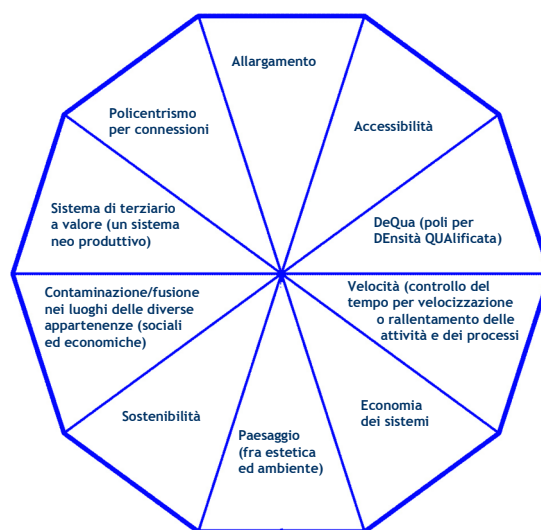 Allargamento
Accessibilità
DeQua (poli per
DEnsità QUAlificata)
Velocità (controllo del
tempo per velocizzazione
o rallentamento delle
attività e dei processi
Economia
dei sistemi
Paesaggio
(fra estetica
ed ambiente)
Sostenibilità
Contaminazione/fusione
nei luoghi delle diverse
appartenenze (sociali
ed economiche)
Sistema di terziario
a valore (un sistema
neo produttivo)
Policentrismo
per connessioni